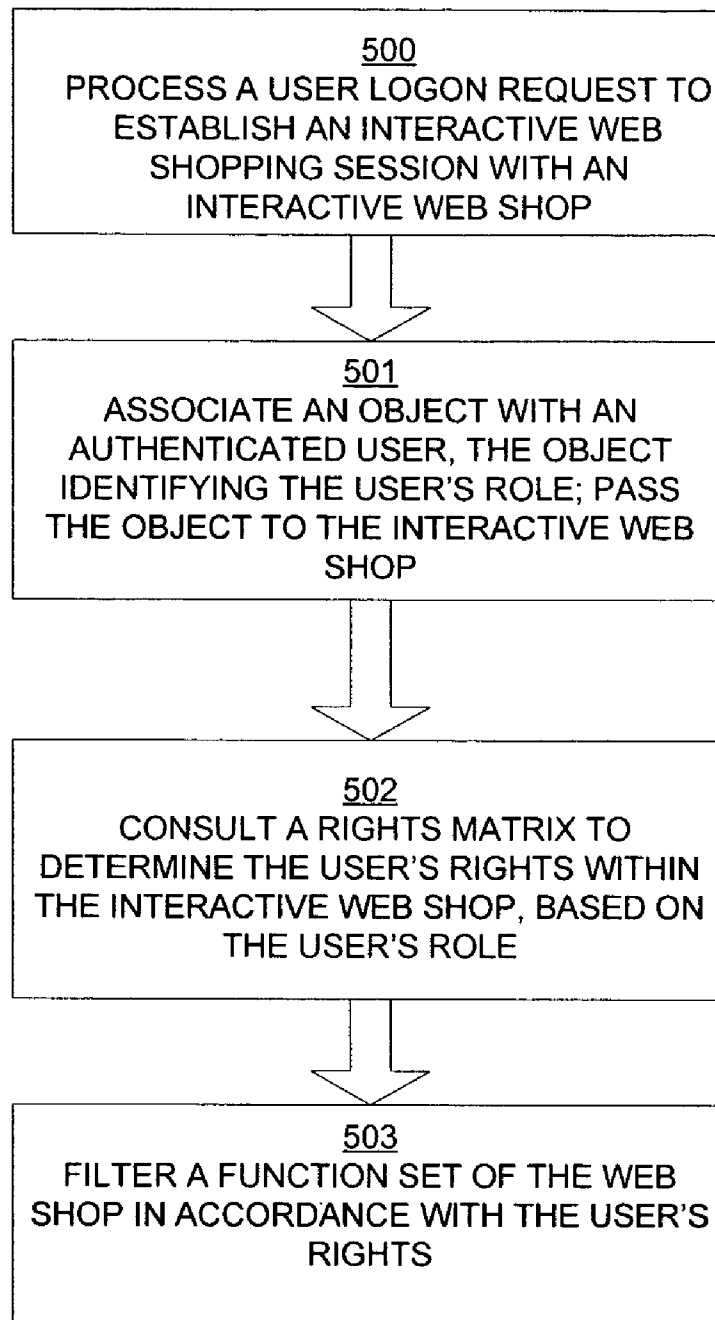 500
PROCESS A USER LOGON REQUEST TO
ESTABLISH AN INTERACTIVE WEB
SHOPPING SESSION WITH AN
INTERACTIVE WEB SHOP
501
ASSOCIATE AN OBJECT WITH AN
AUTHENTICATED USER, THE OBJECT
IDENTIFYING THE USER'S ROLE; PASS
THE OBJECT TO THE INTERACTIVE WEB
SHOP
502
CONSULT A RIGHTS MATRIX TO
DETERMINE THE USER'S RIGHTS WITHIN
THE INTERACTIVE WEB SHOP, BASED ON
THE USER'S ROLE
503
FILTER A FUNCTION SET OF THE WEB
SHOP IN ACCORDANCE WITH THE USER'S
RIGHTS